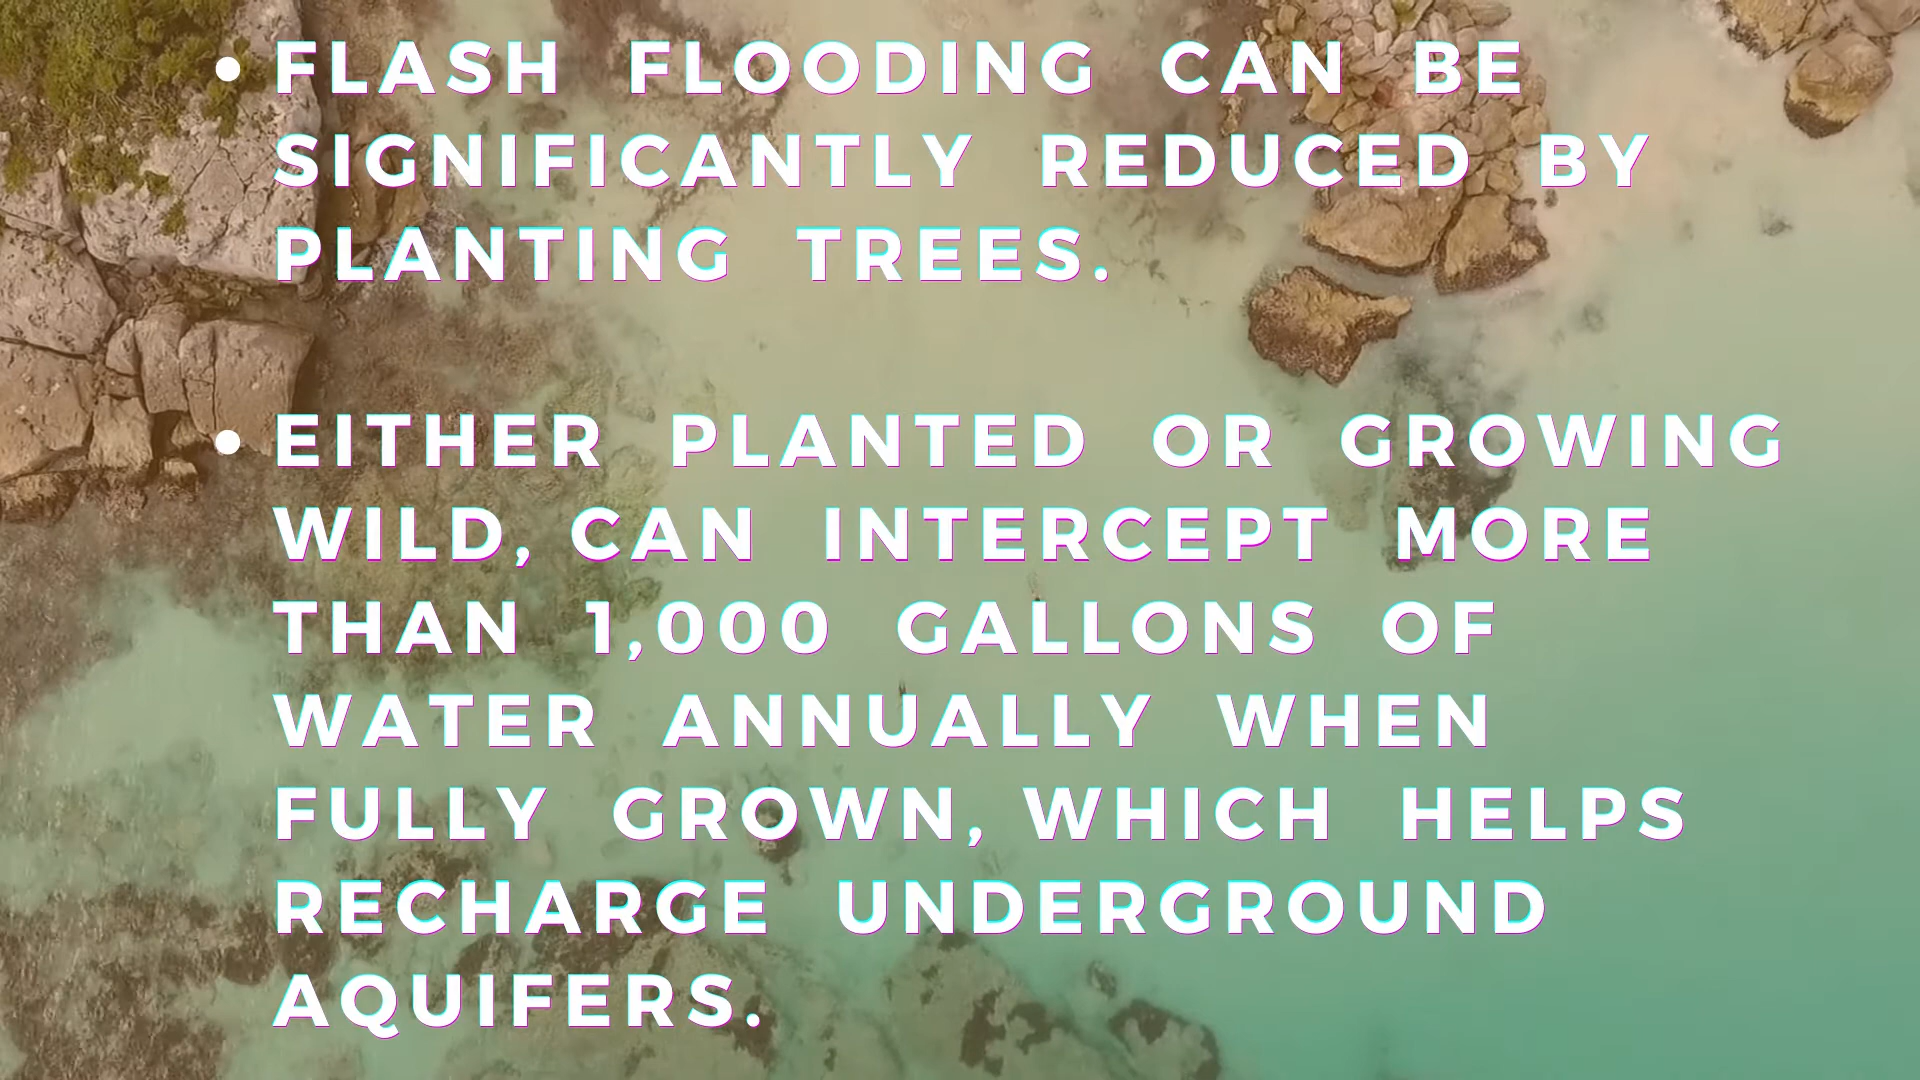 • FLASH FLOODING CAN BE
SIGNIFICANTLY REDUCED BY
PLANTING TREES.
• EITHER PLANTED OR GROWING
WILD, CAN INTERCEPT MORE
THAN 1,000 GALLONS OF
WATER ANNUALLY WHEN
FULLY GROWN, WHICH HELPS
RECHARGE UNDERGROUND
AQUIFERS.